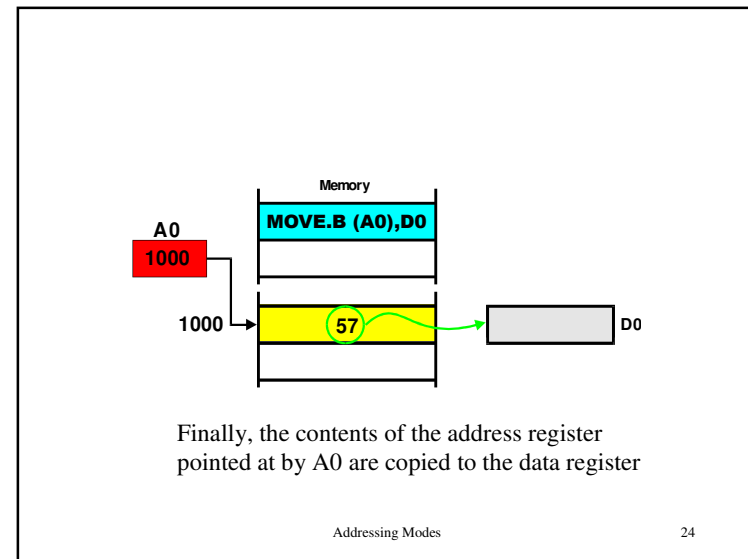 Memory
MOVE.B (A0),D0
A0
1000
1000
57
D0
Finally, the contents of the address register
pointed at by A0 are copied to the data register
Addressing Modes
24